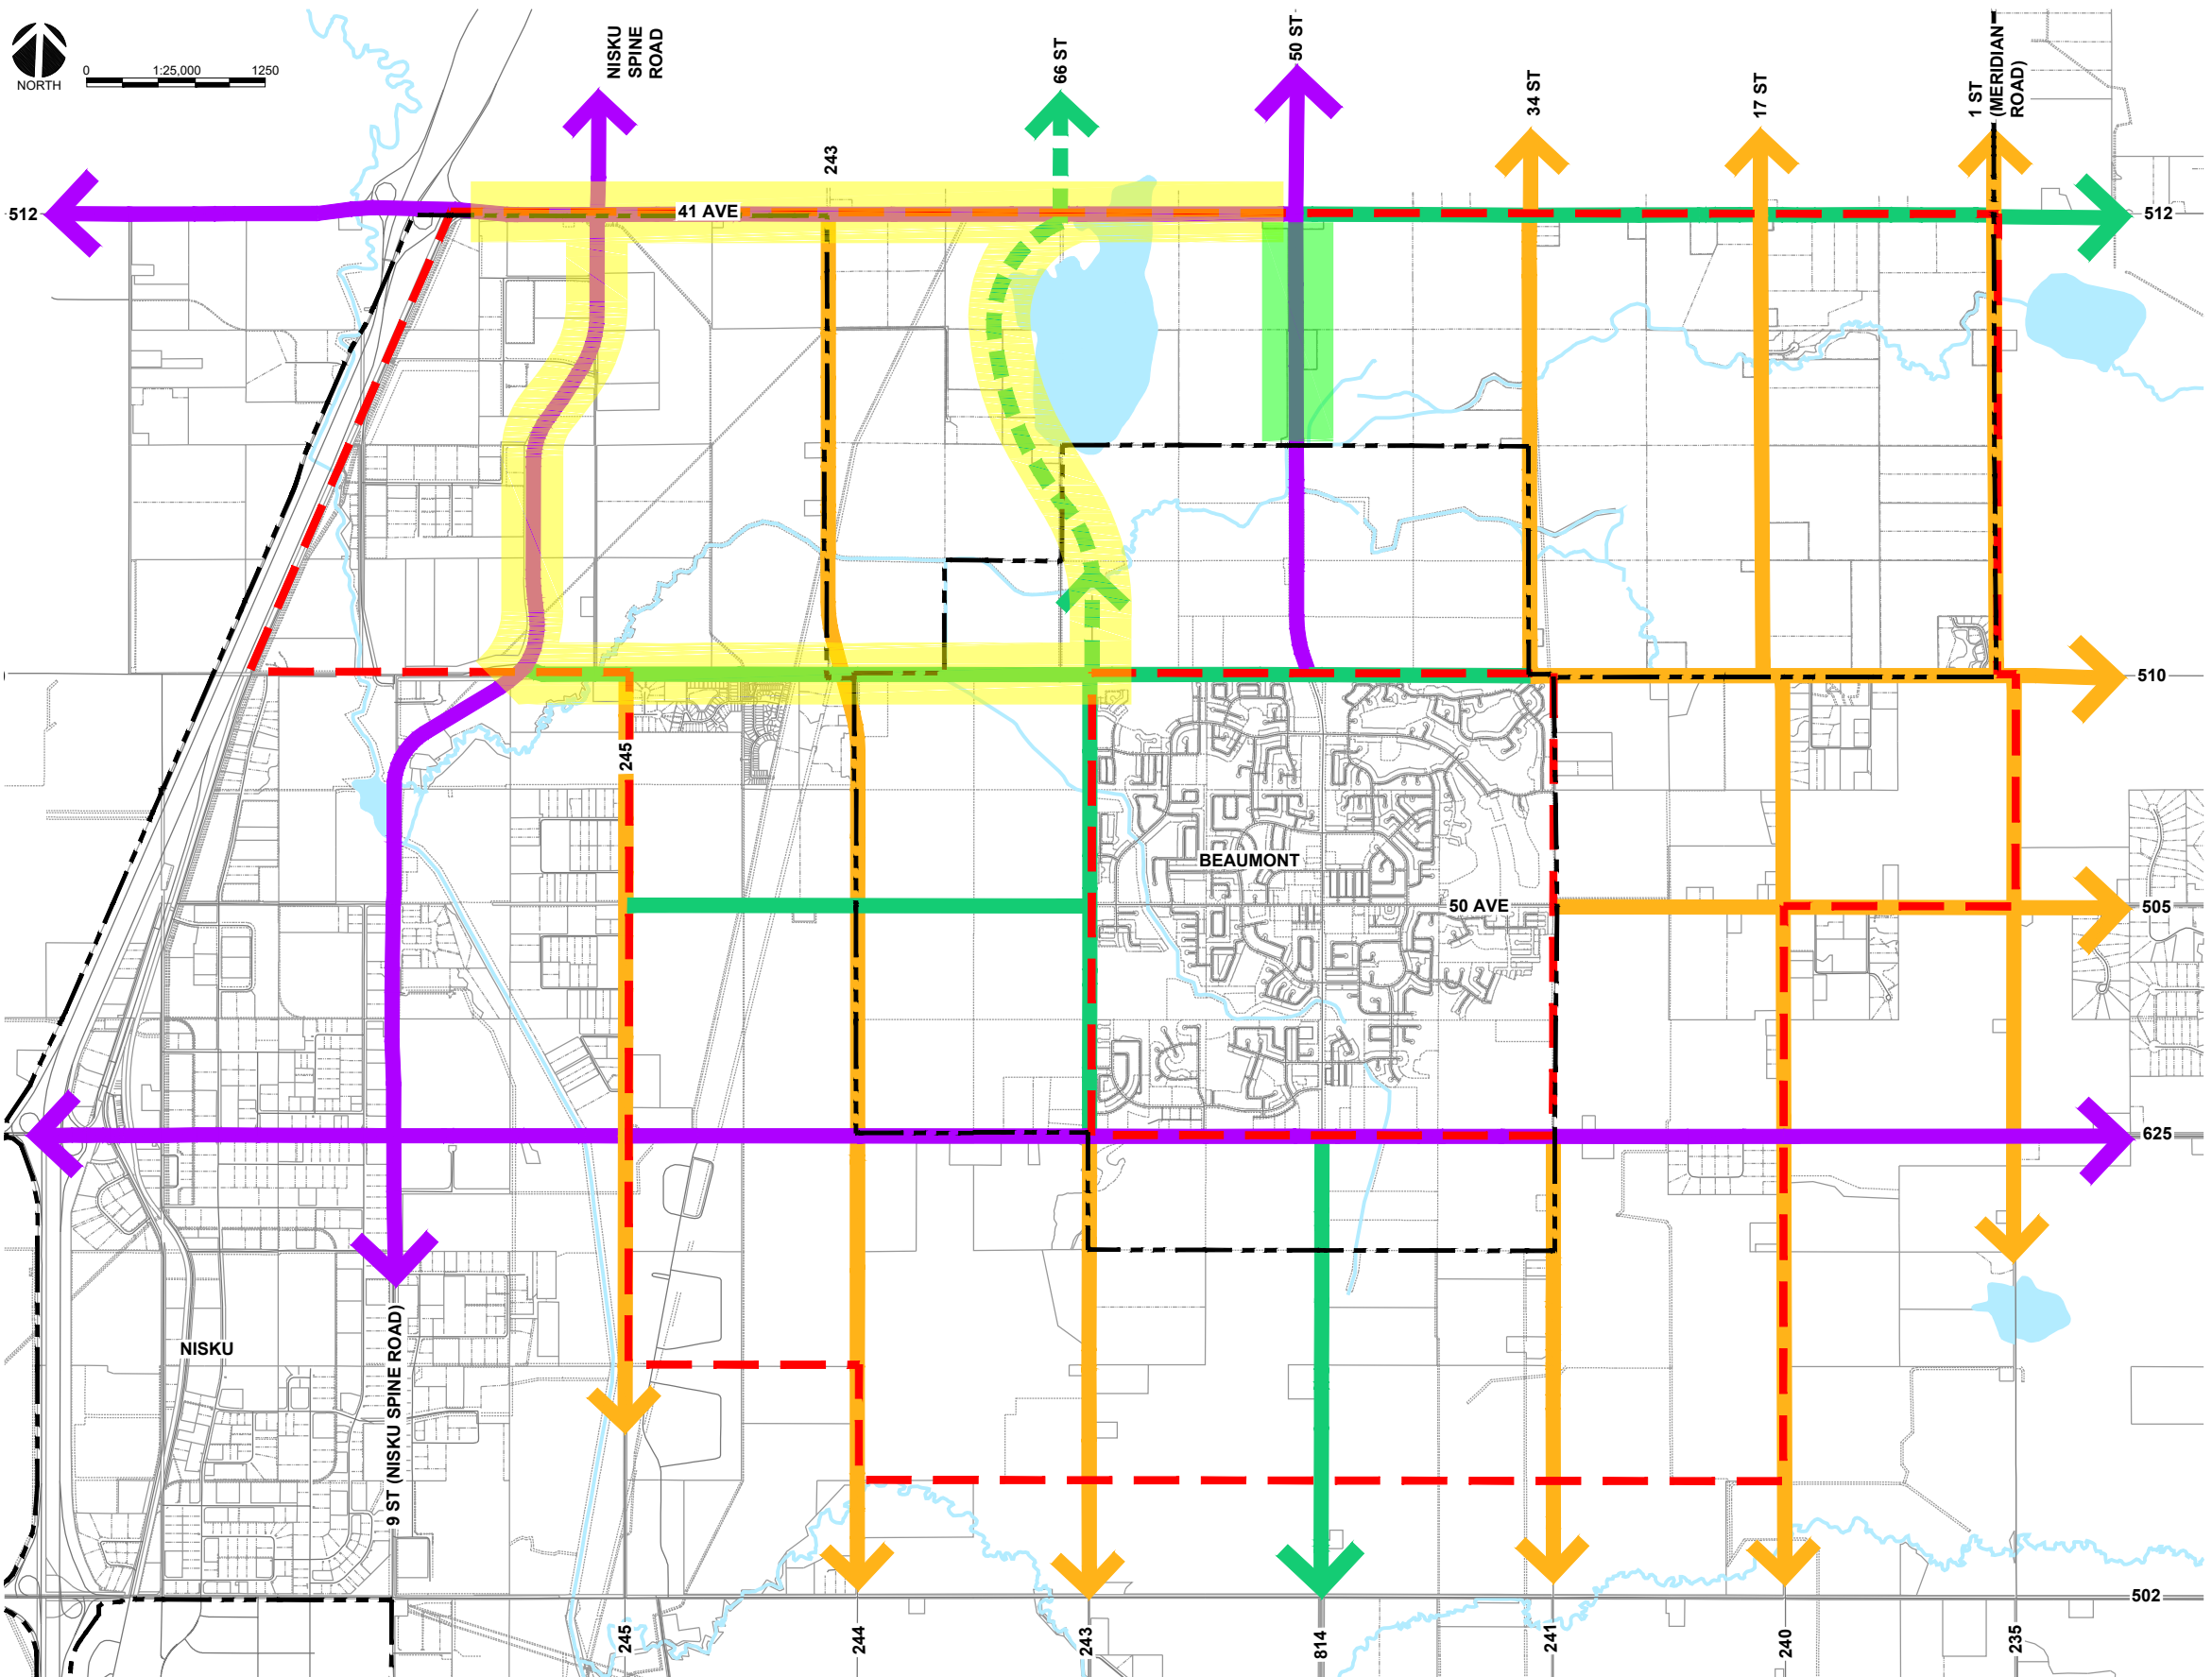 NORTH
0 1:25,000 1250
NISKU
SPINE
ROAD
66 ST
50 ST
34 ST
17 ST
1 ST
(MERIDIAN
ROAD)
243
512
41 AVE
512
510
245
BEAUMONT
50 AVE
505
625
NISKU
9 ST (NISKU SPINE ROAD)
502
245
244
243
814
241
240
235